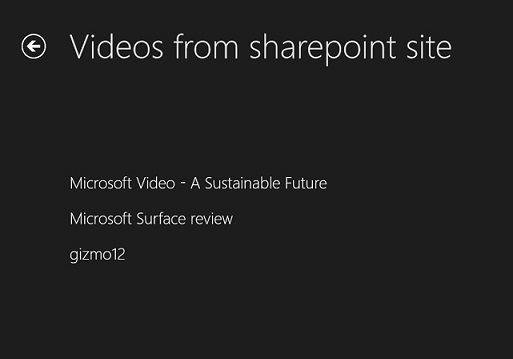 Videos from sharepoint site
Microsoft Video - A Sustainable Future
Microsoft Surface review
gizmo12